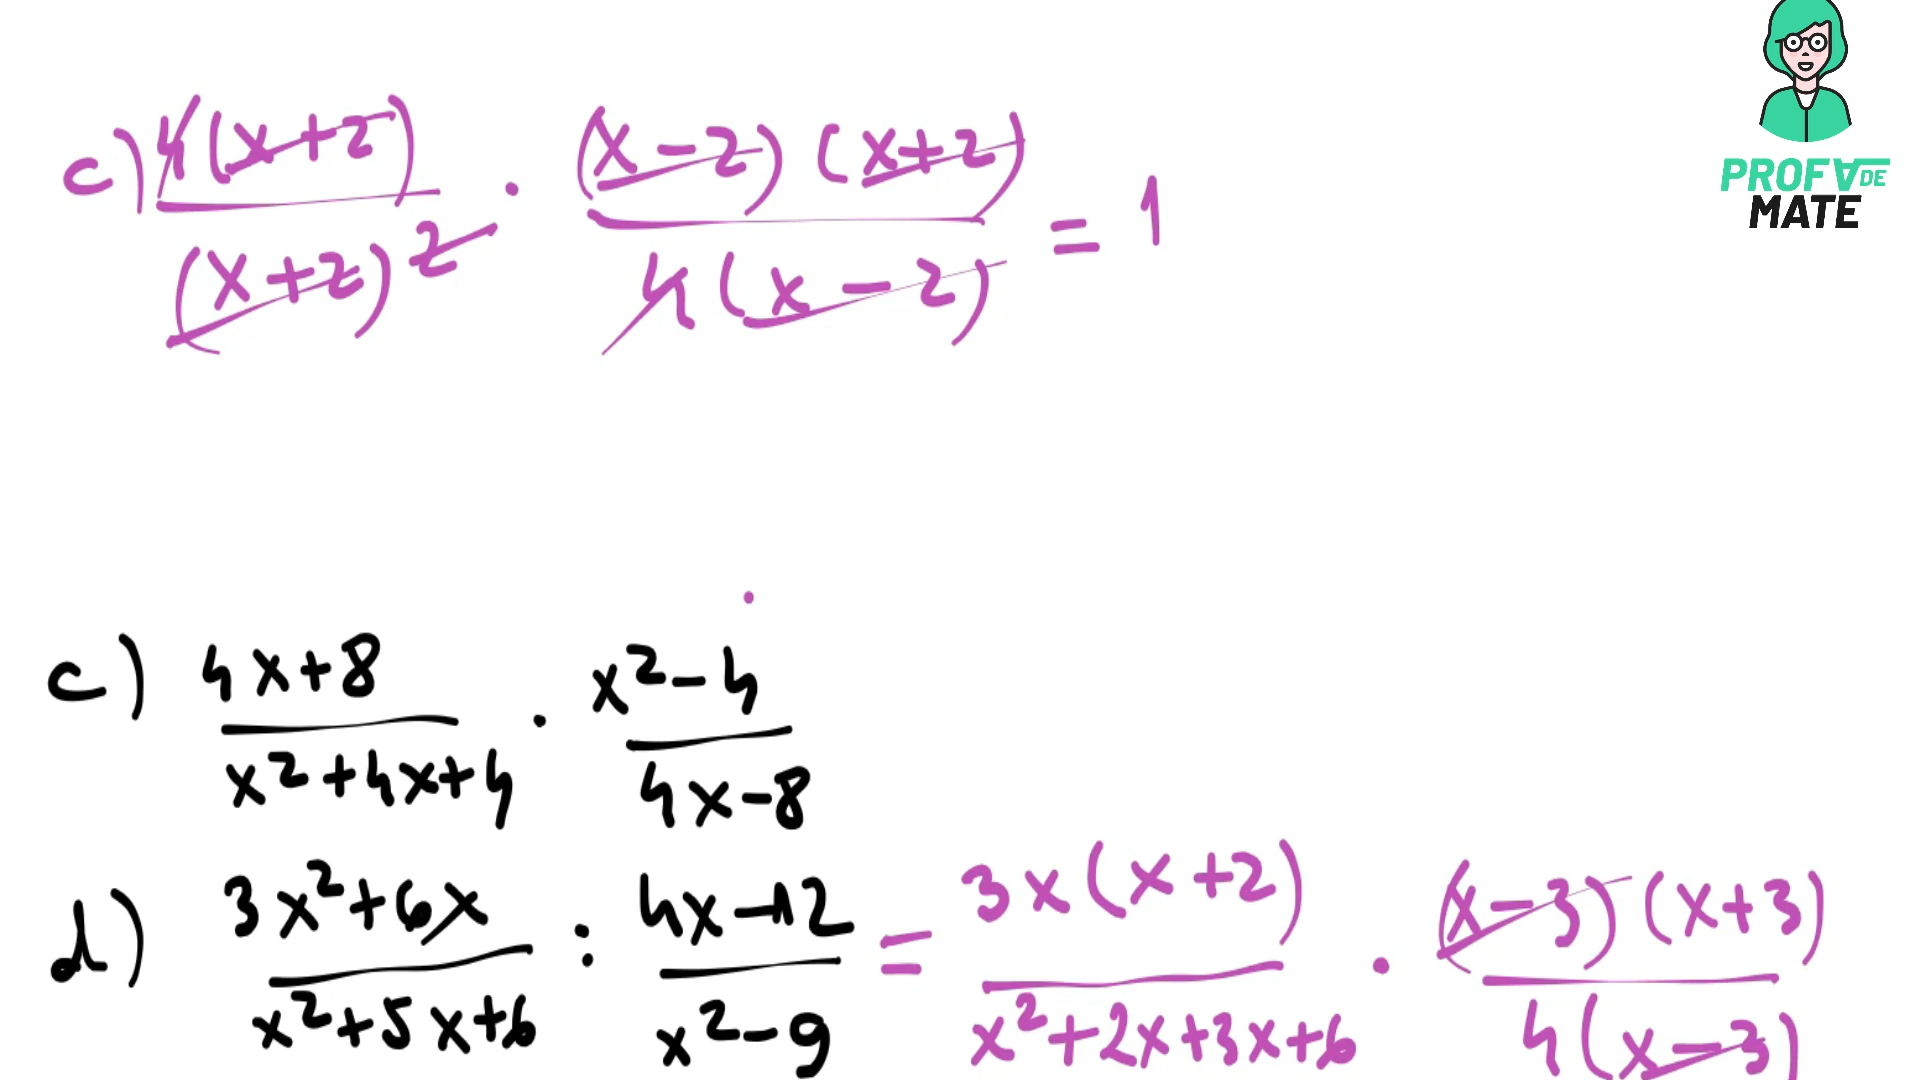 PROFA DE
MATE
c) 4(x+2)/(x+2)² · (x-2)(x+2)/4(x-2) = 1
c) 4x+8/x²+4x+4 · x²-4/4x-8
d) 3x²+6x/x²+5x+6 : 4x-12/x²-9 = 3x(x+2)/x²+2x+3x+6 · (x-3)(x+3)/4(x-3)